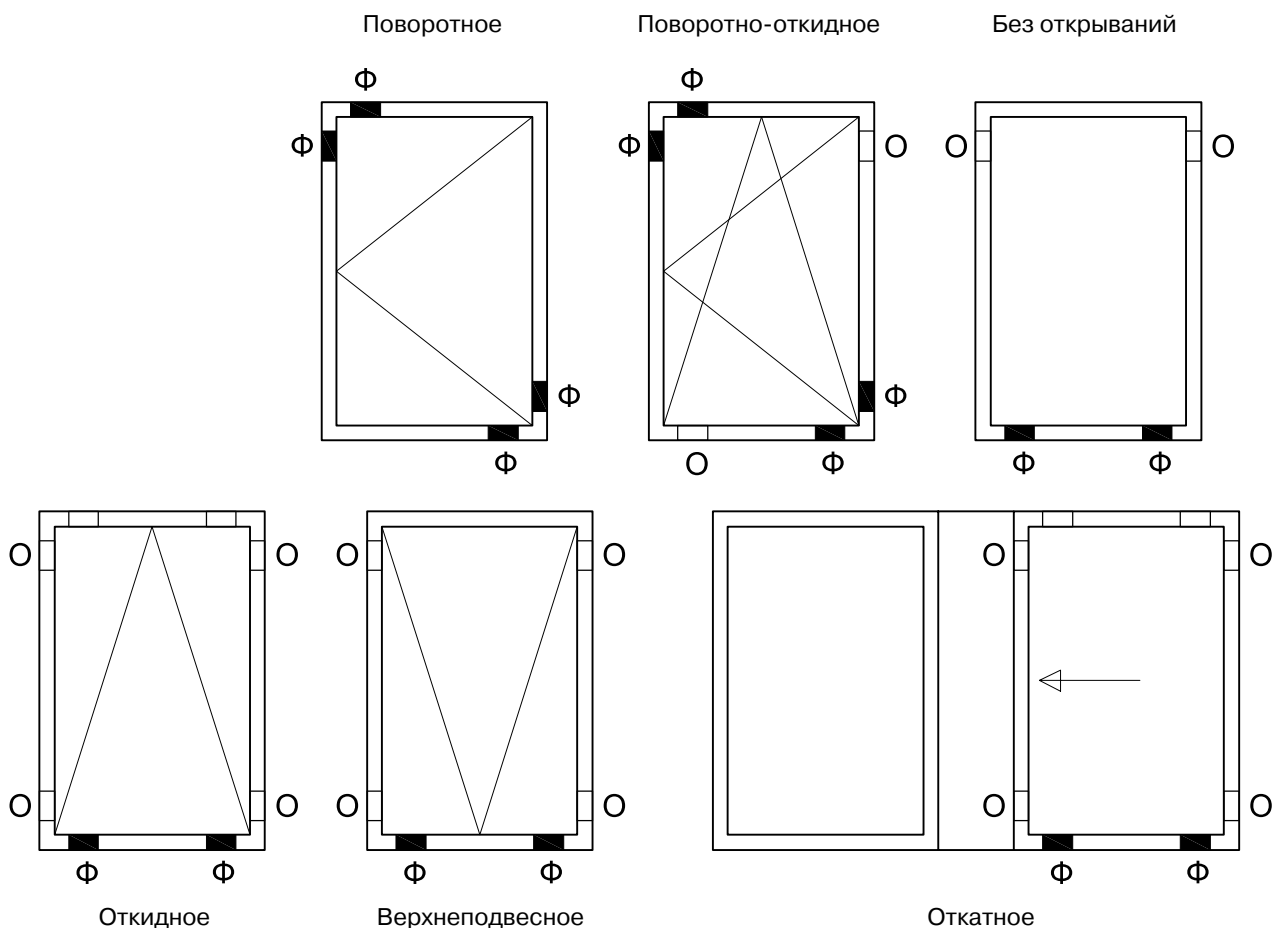 Поворотное
Поворотно-откидное
Без открываний
Ф
Ф
Ф
Ф
Ф
Ф
О
Ф
О
Ф
О
О
Ф
Ф
О
О
О
О
Ф
Ф
О
О
О
О
Ф
Ф
О
О
О
О
Ф
Ф
Откидное
Верхнеподвесное
Откатное